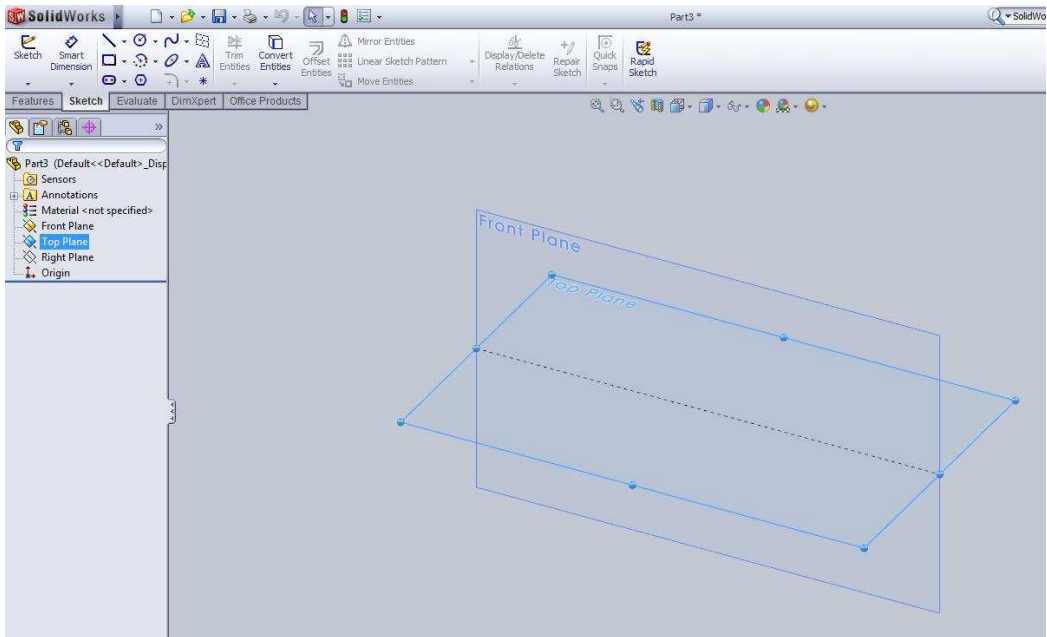 SolidWorks
Part3 *
SolidWo
Sketch
Smart Dimension
Trim Entities
Convert Entities
Offset Entities
Mirror Entities
Linear Sketch Pattern
Move Entities
Display/Delete Relations
Repair Sketch
Quick Snaps
Rapid Sketch
Features Sketch Evaluate DimXpert Office Products
Part3 (Default<<Default>_Disp
Sensors
Annotations
Material <not specified>
Front Plane
Top Plane
Right Plane
Origin
Front Plane
Top Plane